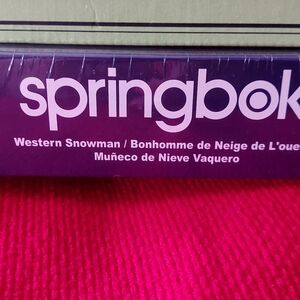 springbok
Western Snowman / Bonhomme de Neige de L'oue
Muñeco de Nieve Vaquero